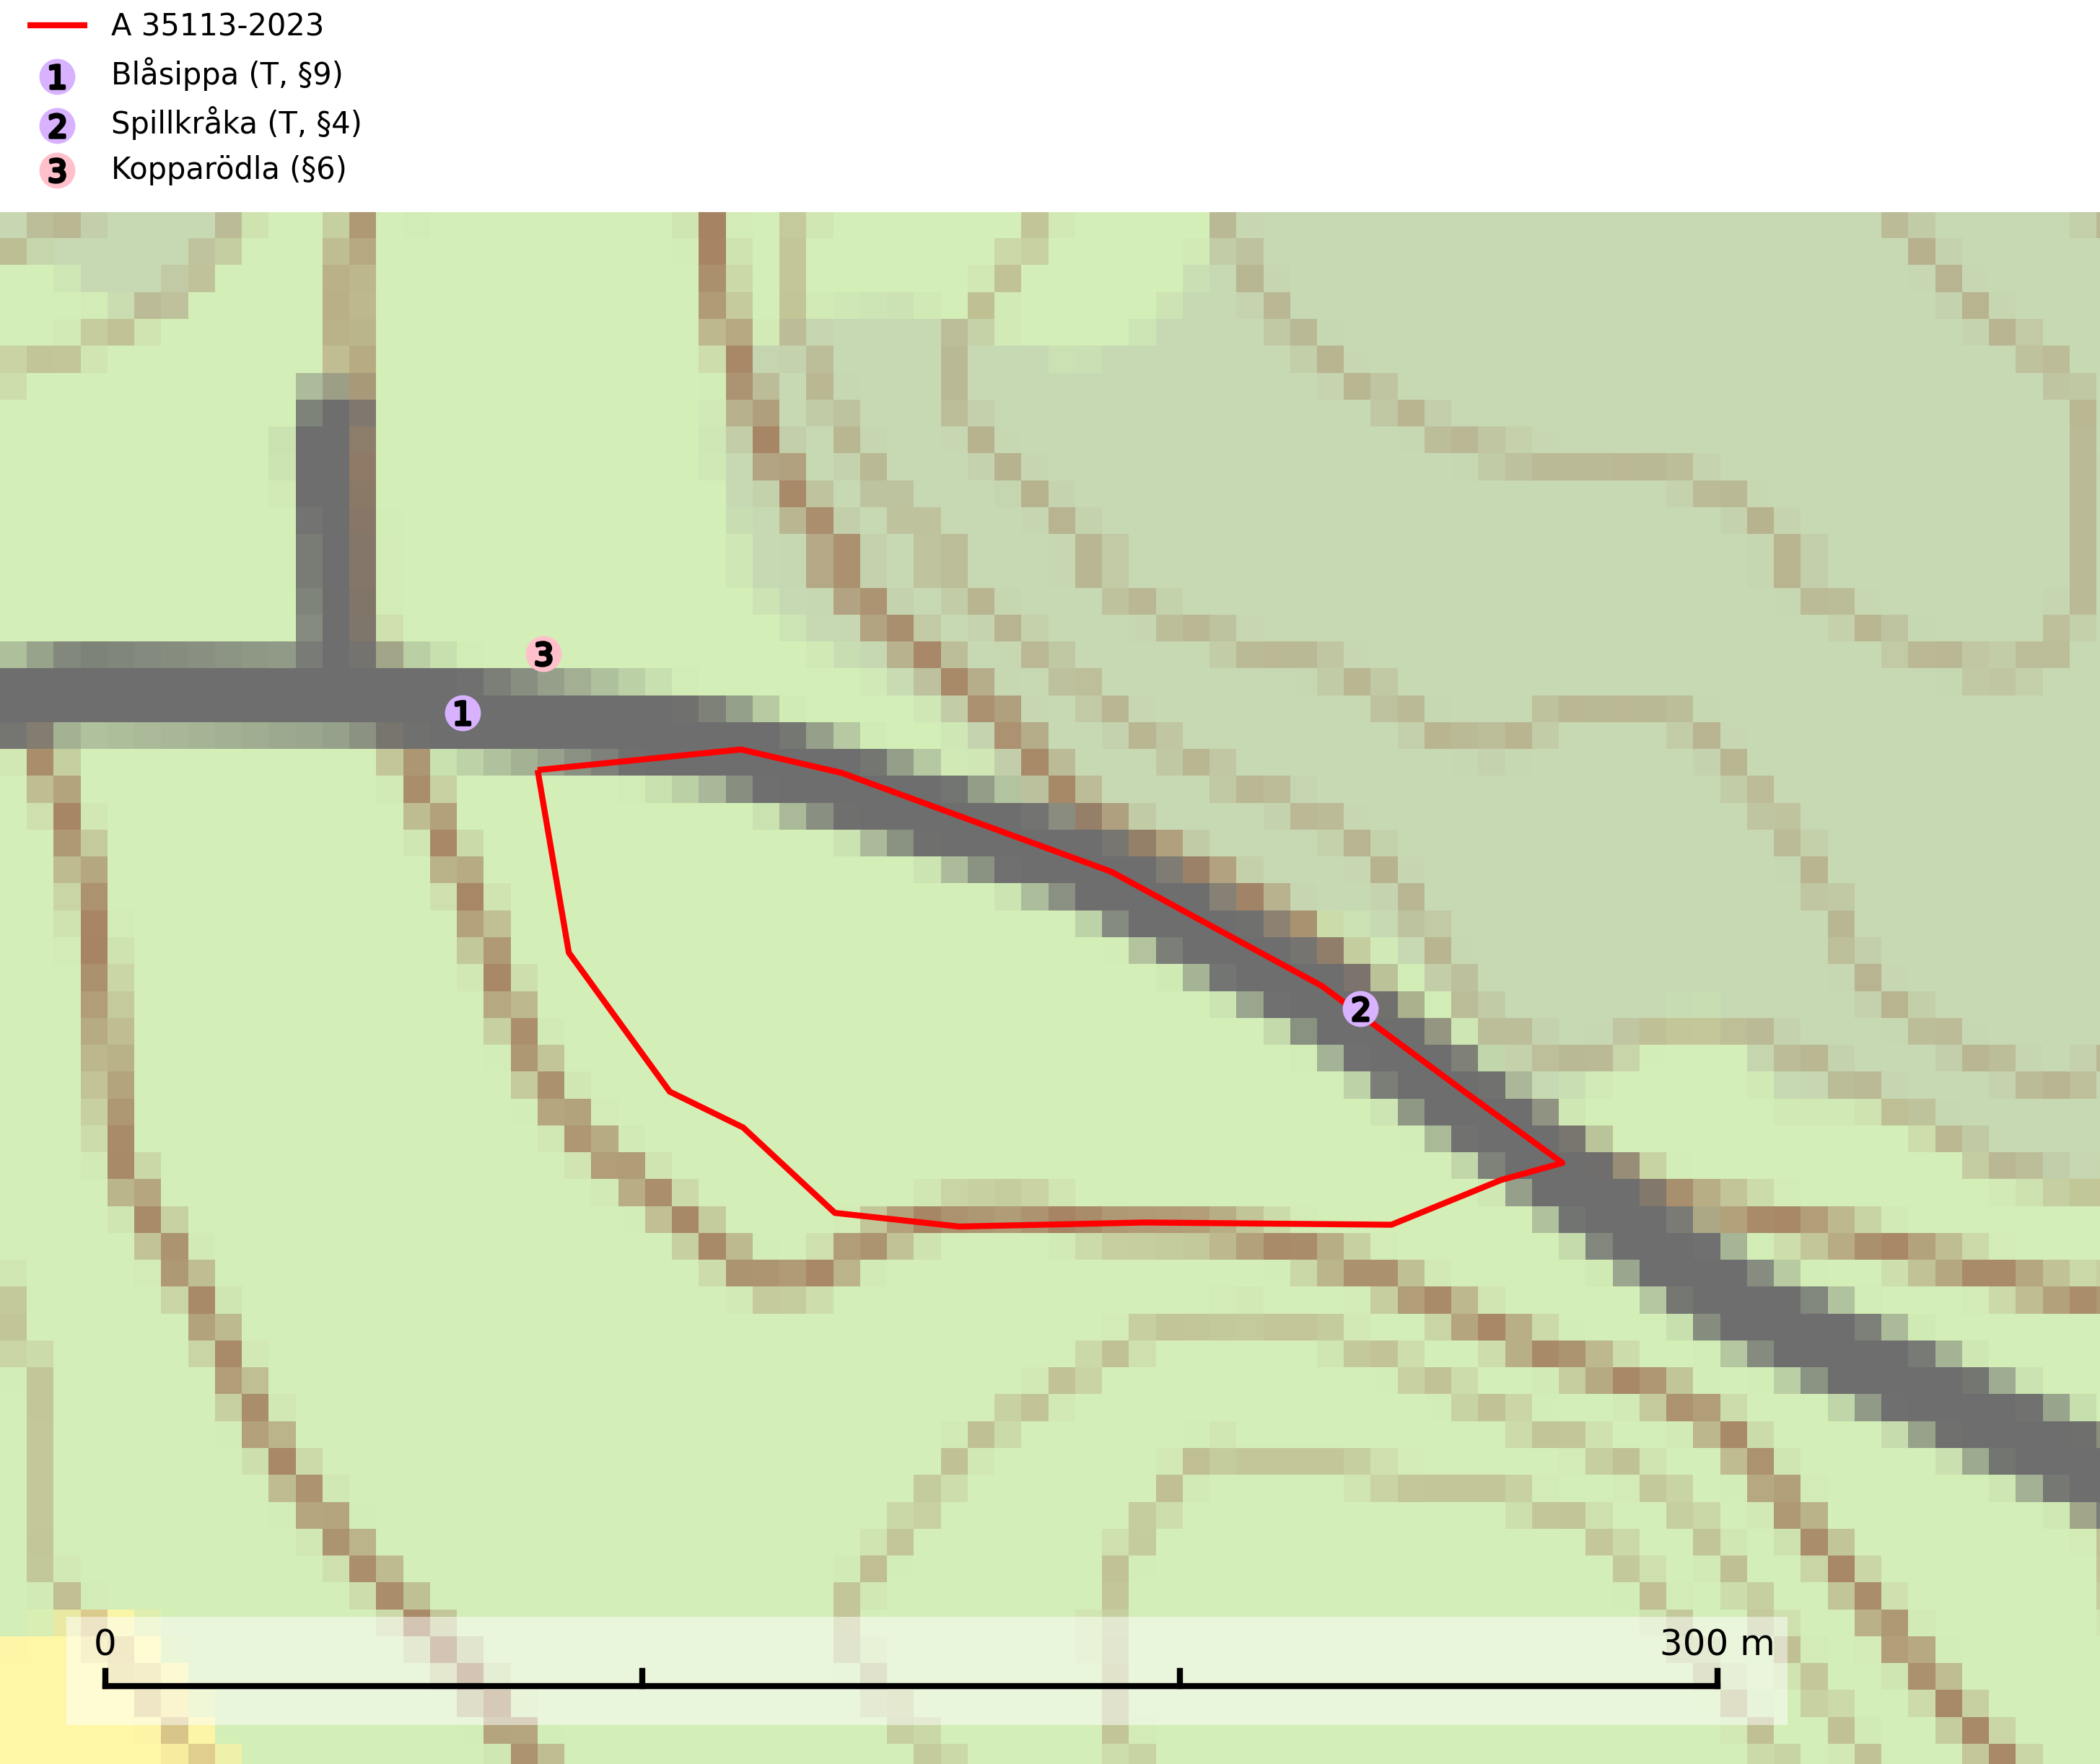 A 35113-2023
1 Blåsippa (T, §9)
2 Spillkråka (T, §4)
3 Kopparödla (§6)
3
1
2
0 300 m